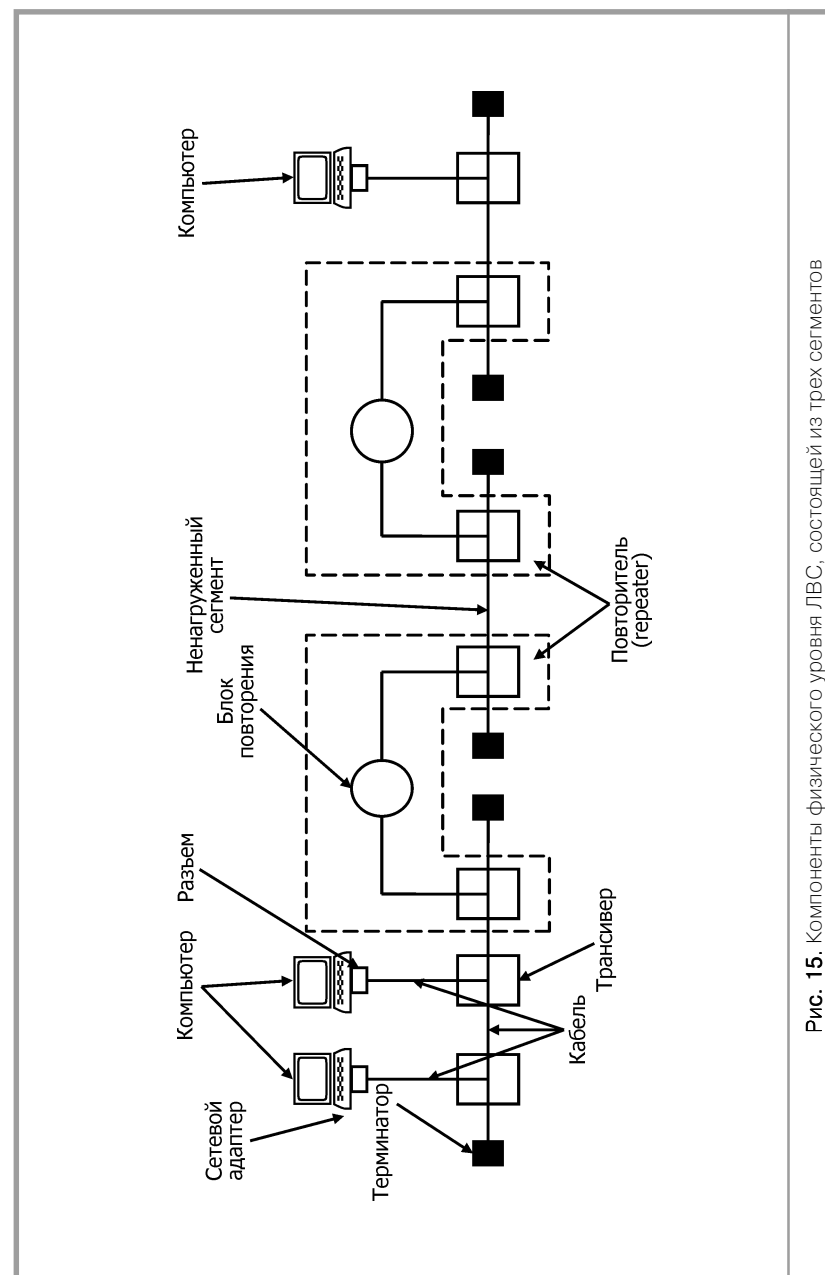 Компьютер
Ненагруженный
сегмент
Блок
повторения
Разъем
Компьютер
Сетевой
адаптер
Терминатор
Кабель
Трансивер
Повторитель
(repeater)
Рис. 15. Компоненты физического уровня ЛВС, состоящей из трех сегментов